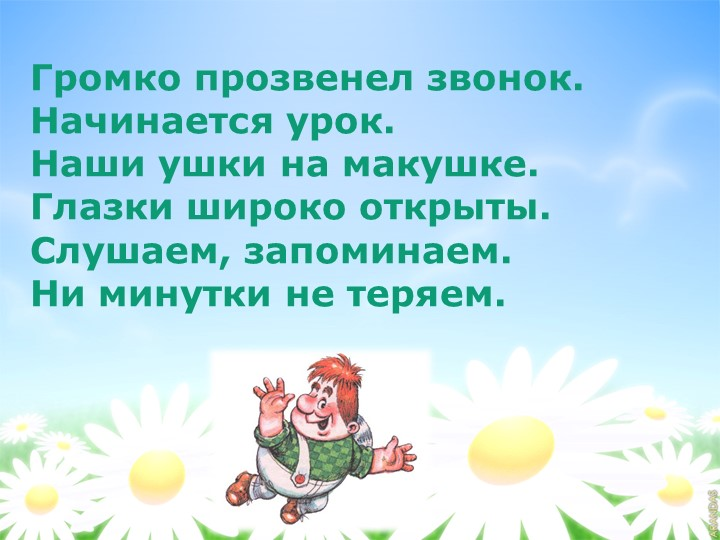 Громко прозвенел звонок.
Начинается урок.
Наши ушки на макушке.
Глазки широко открыты.
Слушаем, запоминаем.
Ни минутки не теряем.